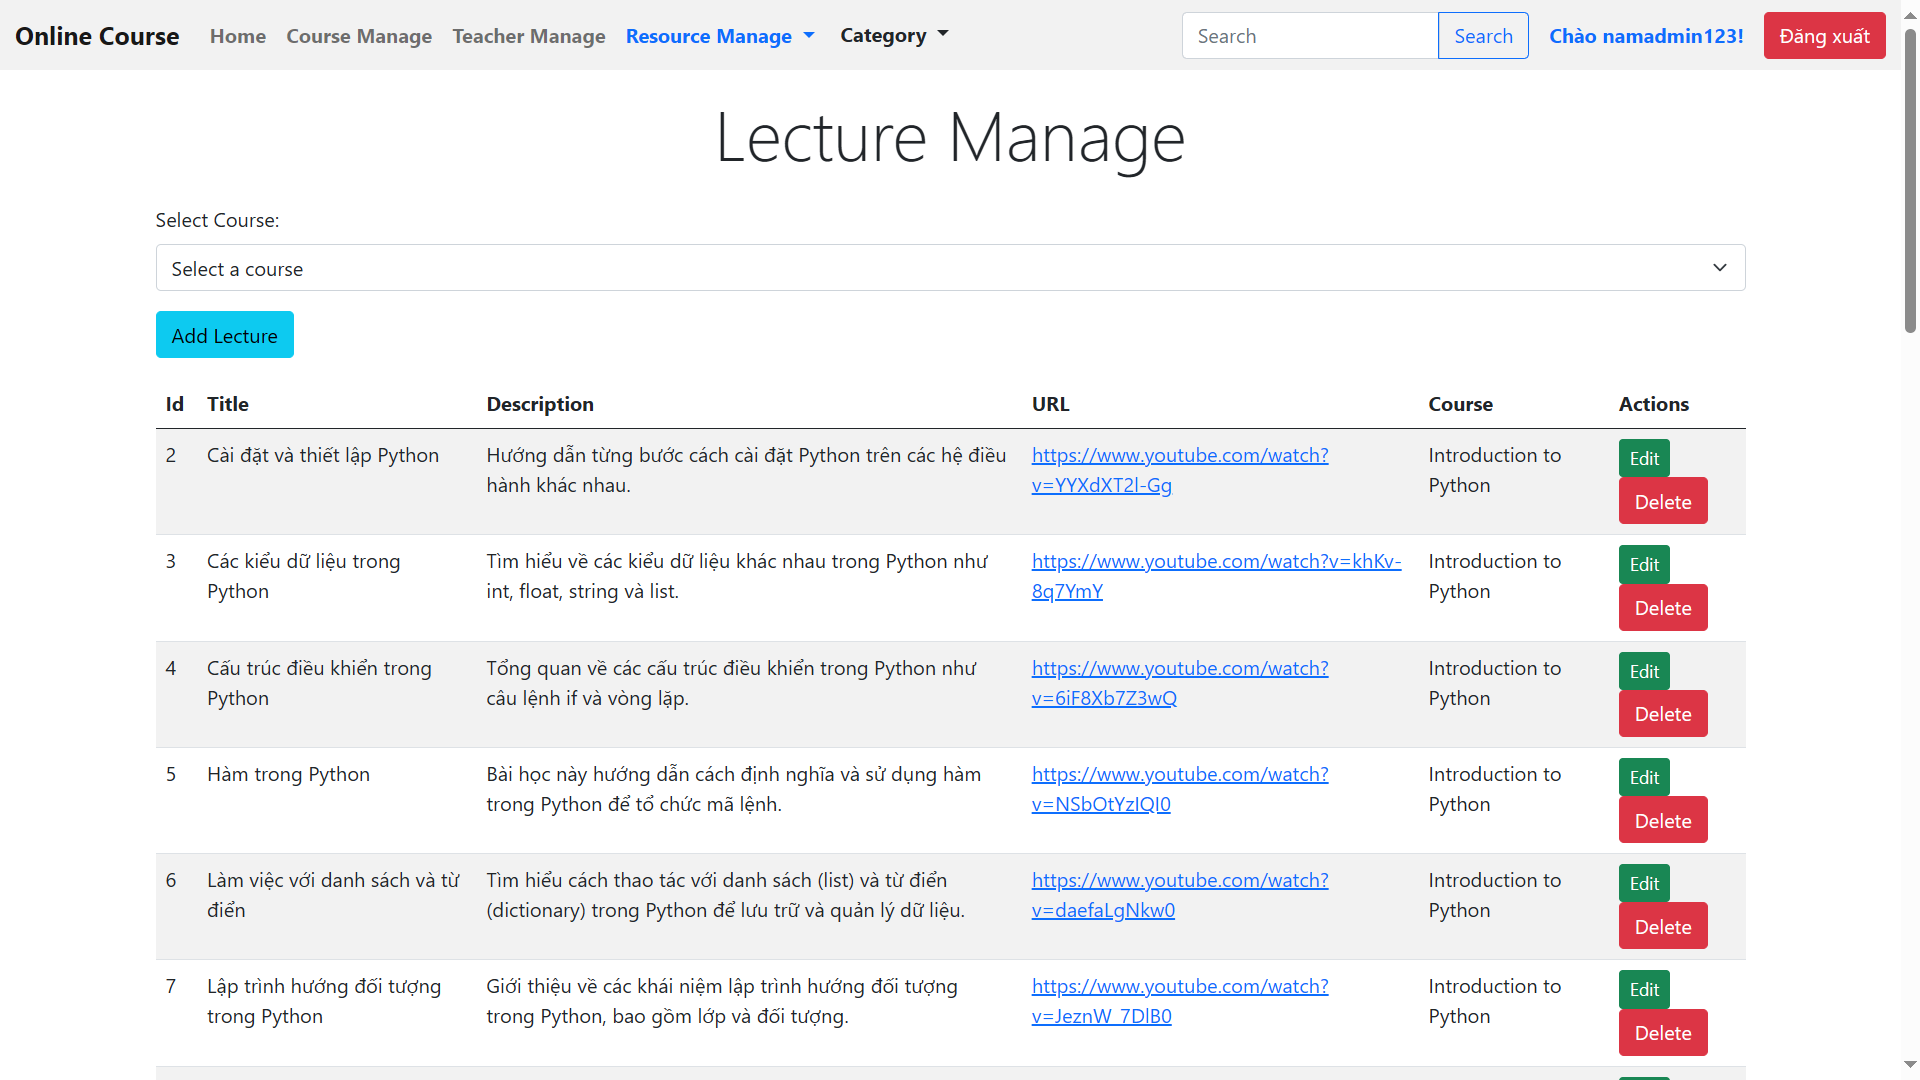 Online Course Home Course Manage Teacher Manage Resource Manage Category Search Search Chào namadmin123! Đăng xuất
Lecture Manage
Select Course:
Select a course
Add Lecture
Id Title Description URL Course Actions
2 Cài đặt và thiết lập Python Hướng dẫn từng bước cách cài đặt Python trên các hệ điều https://www.youtube.com/watch? Introduction to Edit
hành khác nhau. v=YYXdXT2l-Gg Python Delete
3 Các kiểu dữ liệu trong Tìm hiểu về các kiểu dữ liệu khác nhau trong Python như https://www.youtube.com/watch?v=khKv- Introduction to Edit
Python int, float, string và list. 8q7YmY Python Delete
4 Cấu trúc điều khiển trong Tổng quan về các cấu trúc điều khiển trong Python như https://www.youtube.com/watch? Introduction to Edit
Python câu lệnh if và vòng lặp. v=6iF8Xb7Z3wQ Python Delete
5 Hàm trong Python Bài học này hướng dẫn cách định nghĩa và sử dụng hàm https://www.youtube.com/watch? Introduction to Edit
trong Python để tổ chức mã lệnh. v=NSbOtYzIQI0 Python Delete
6 Làm việc với danh sách và từ Tìm hiểu cách thao tác với danh sách (list) và từ điển https://www.youtube.com/watch? Introduction to Edit
điển (dictionary) trong Python để lưu trữ và quản lý dữ liệu. v=daefaLgNkw0 Python Delete
7 Lập trình hướng đối tượng Giới thiệu về các khái niệm lập trình hướng đối tượng https://www.youtube.com/watch? Introduction to Edit
trong Python trong Python, bao gồm lớp và đối tượng. v=JeznW_7DlB0 Python Delete